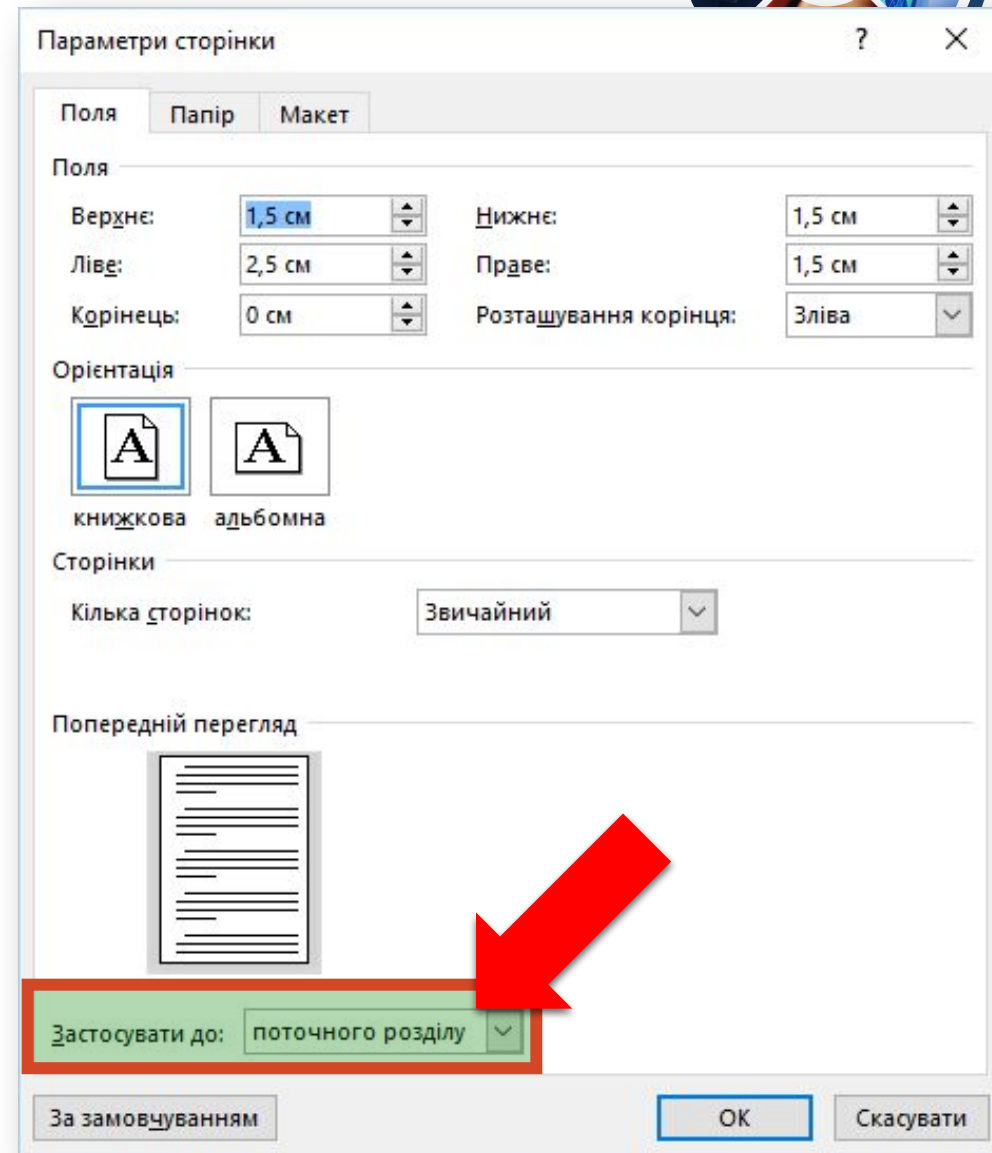 Параметри сторінки ?
Поля Папір Макет
Поля
Верхнє: 1,5 см Нижнє: 1,5 см
Ліве: 2,5 см Праве: 1,5 см
Корінець: 0 см Розташування корінця: Зліва
Орієнтація
A A
книжкова альбомна
Сторінки
Кілька сторінок: Звичайний
Попередній перегляд
Застосувати до: поточного розділу
За замовчуванням ОК Скасувати